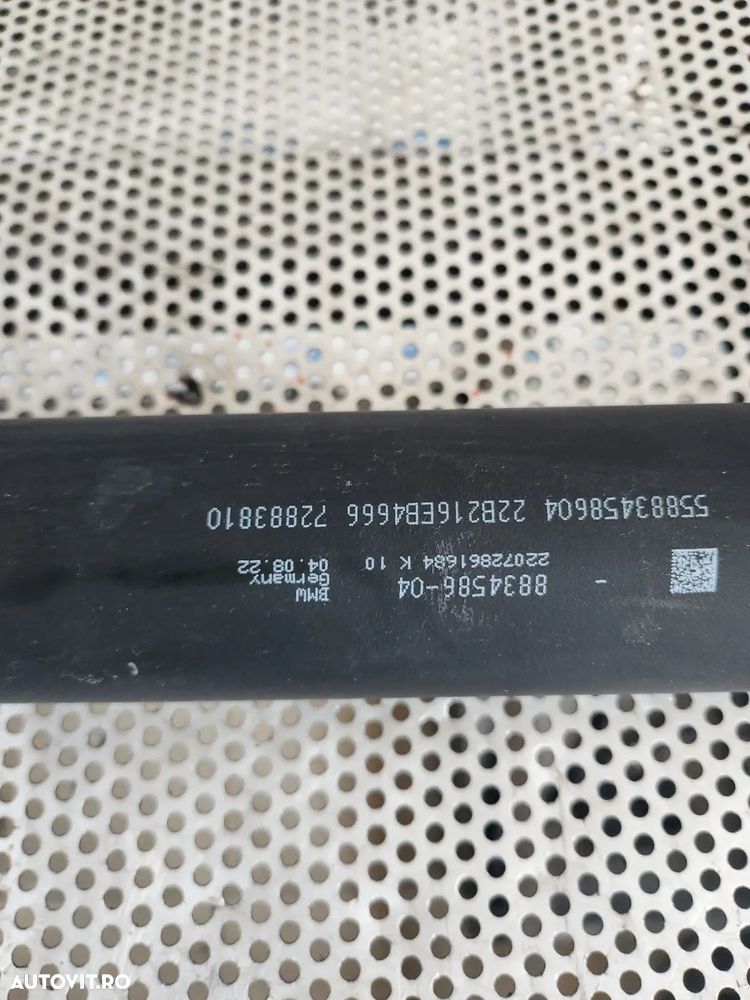 - 8834586-04 BMW
22072861684 K 10 Germany
04.08.22
55883458604 22B216EB4666 72883810
AUTOVIT.RO